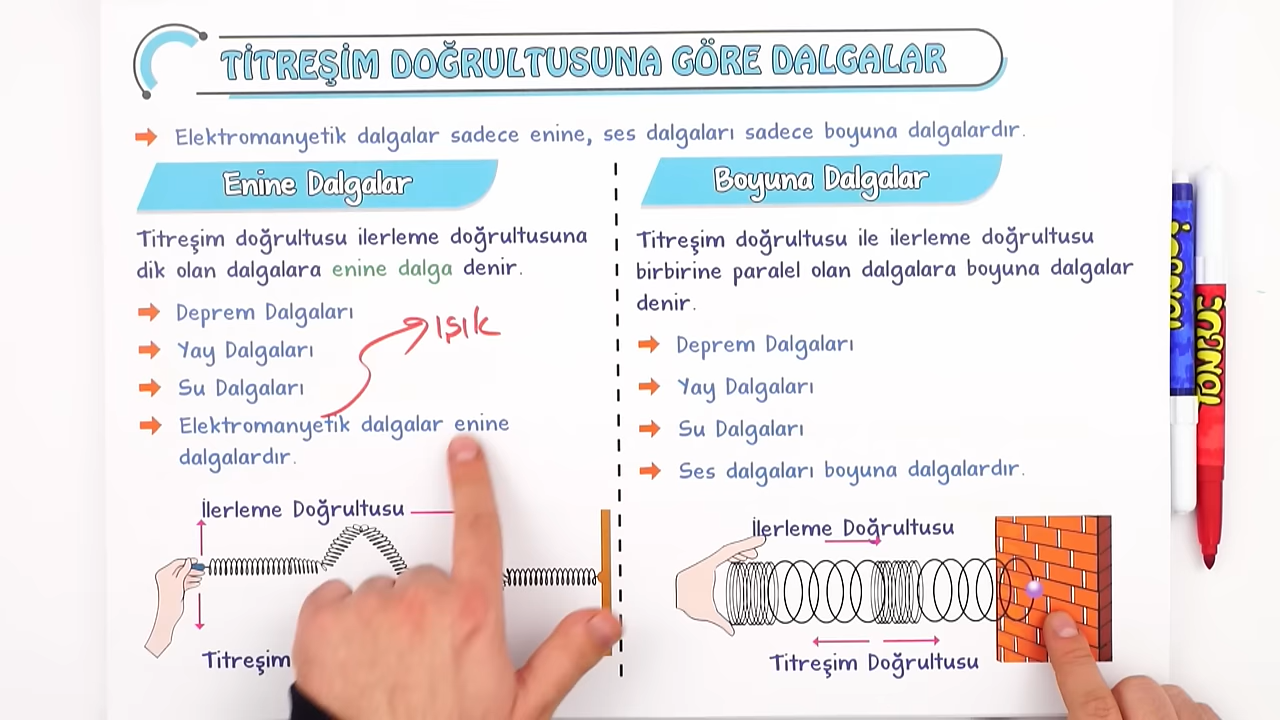 TİTREŞİM DOĞRULTUSUNA GÖRE DALGALAR
Elektromanyetik dalgalar sadece enine, ses dalgaları sadece boyuna dalgalardır.
Enine Dalgalar
Titreşim doğrultusu ilerleme doğrultusuna
dik olan dalgalara enine dalga denir.
Deprem Dalgaları
Yay Dalgaları
Su Dalgaları
Elektromanyetik dalgalar enine
dalgalardır.
ışık
İlerleme Doğrultusu
Titreşim
Boyuna Dalgalar
Titreşim doğrultusu ile ilerleme doğrultusu
birbirine paralel olan dalgalara boyuna dalgalar
denir.
Deprem Dalgaları
Yay Dalgaları
Su Dalgaları
Ses dalgaları boyuna dalgalardır.
İlerleme Doğrultusu
Titreşim Doğrultusu